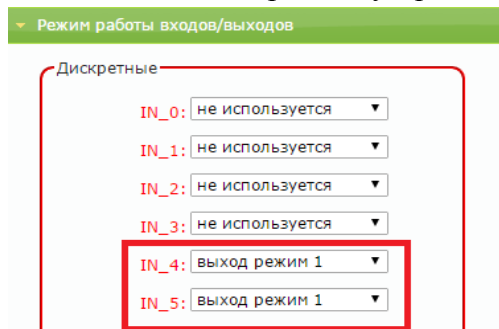 Режим работы входов/выходов
Дискретные
IN_0: не используется
IN_1: не используется
IN_2: не используется
IN_3: не используется
IN_4: выход режим 1
IN_5: выход режим 1